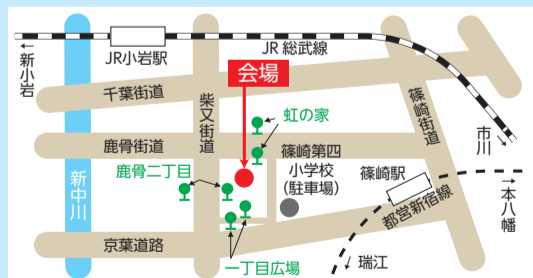 JR小岩駅
JR 総武線
←新小岩
会場
千葉街道
柴又街道
虹の家
篠崎街道
市川→
鹿骨街道
篠崎第四
小学校
(駐車場)
鹿骨二丁目
新中川
篠崎駅
→本八幡
都営新宿線
京葉道路
一丁目広場
瑞江